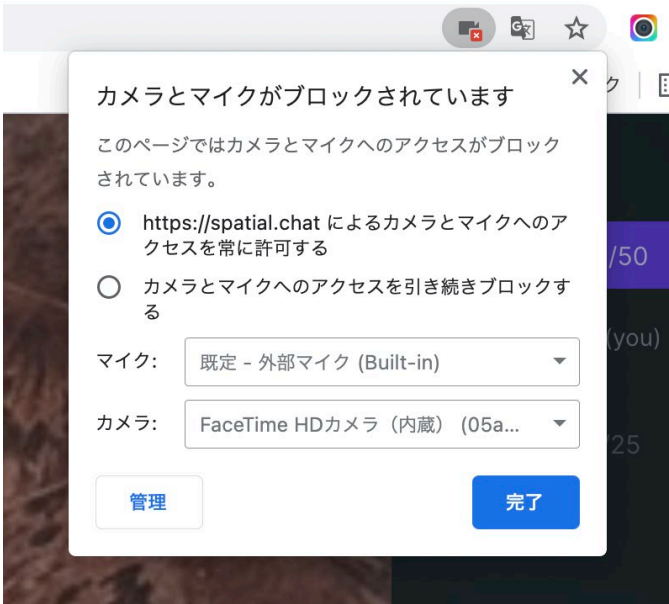 カメラとマイクがブロックされています
ク
このページではカメラとマイクへのアクセスがブロック
されています。
https://spatial.chat によるカメラとマイクへのア
クセスを常に許可する
/50
カメラとマイクへのアクセスを引き続きブロックす
る
(you)
マイク: 既定 – 外部マイク (Built-in)
カメラ: FaceTime HDカメラ（内蔵） (05a...
/25
管理
完了